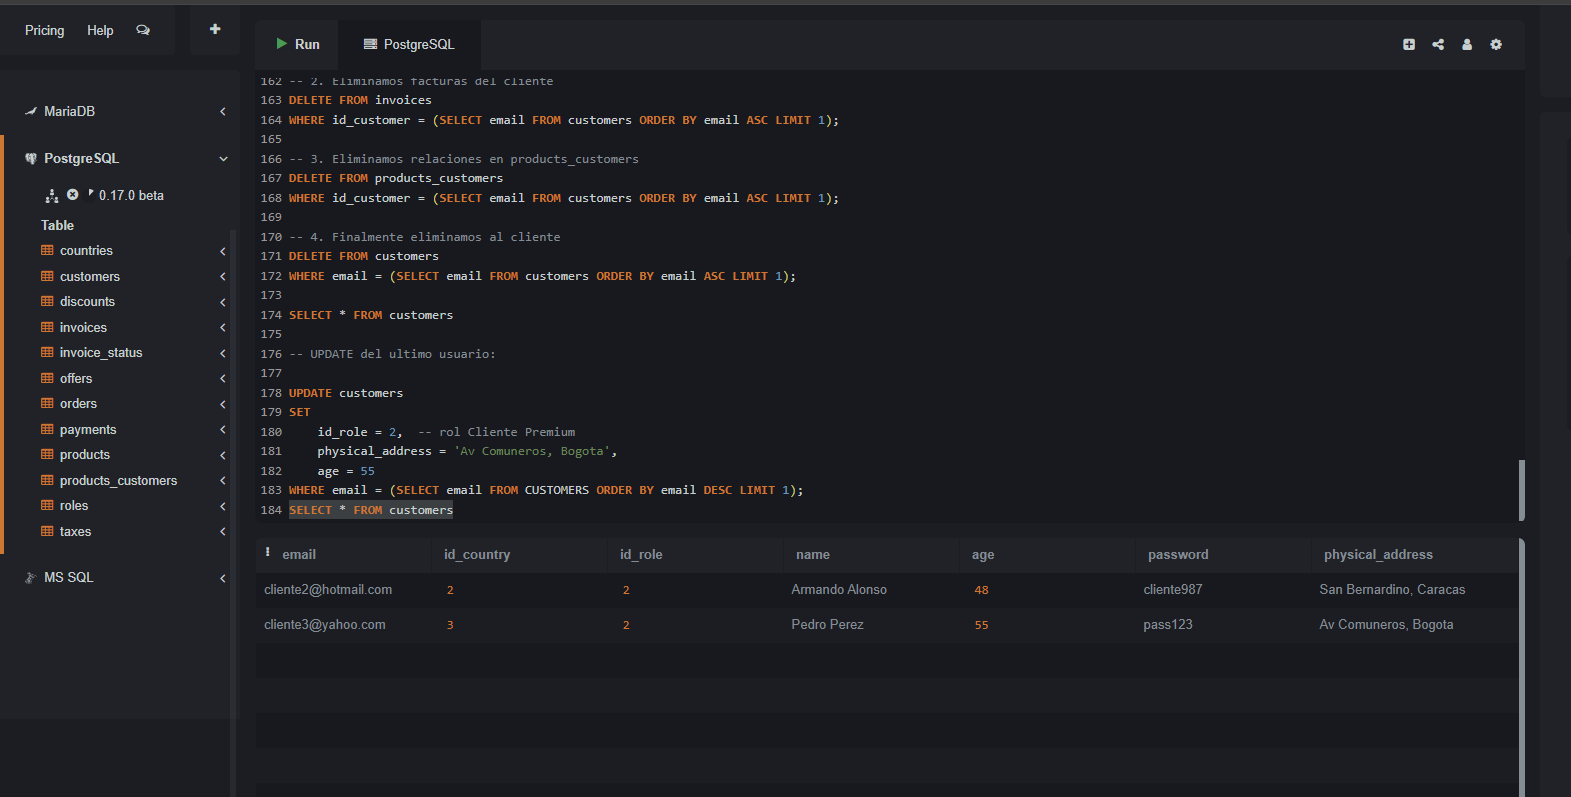 Pricing Help
Run
PostgreSQL
MariaDB
PostgreSQL
0.17.0 beta
Table
countries
customers
discounts
invoices
invoice_status
offers
orders
payments
products
products_customers
roles
taxes
MS SQL
162 -- 2. Eliminamos facturas del cliente
163 DELETE FROM invoices
164 WHERE id_customer = (SELECT email FROM customers ORDER BY email ASC LIMIT 1);
165
166 -- 3. Eliminamos relaciones en products_customers
167 DELETE FROM products_customers
168 WHERE id_customer = (SELECT email FROM customers ORDER BY email ASC LIMIT 1);
169
170 -- 4. Finalmente eliminamos al cliente
171 DELETE FROM customers
172 WHERE email = (SELECT email FROM customers ORDER BY email ASC LIMIT 1);
173
174 SELECT * FROM customers
175
176 -- UPDATE del ultimo usuario:
177
178 UPDATE customers
179 SET
180 id_role = 2, -- rol Cliente Premium
181 physical_address = 'Av Comuneros, Bogota',
182 age = 55
183 WHERE email = (SELECT email FROM CUSTOMERS ORDER BY email DESC LIMIT 1);
184 SELECT * FROM customers
email id_country id_role name age password physical_address
cliente2@hotmail.com 2 2 Armando Alonso 48 cliente987 San Bernardino, Caracas
cliente3@yahoo.com 3 2 Pedro Perez 55 pass123 Av Comuneros, Bogota